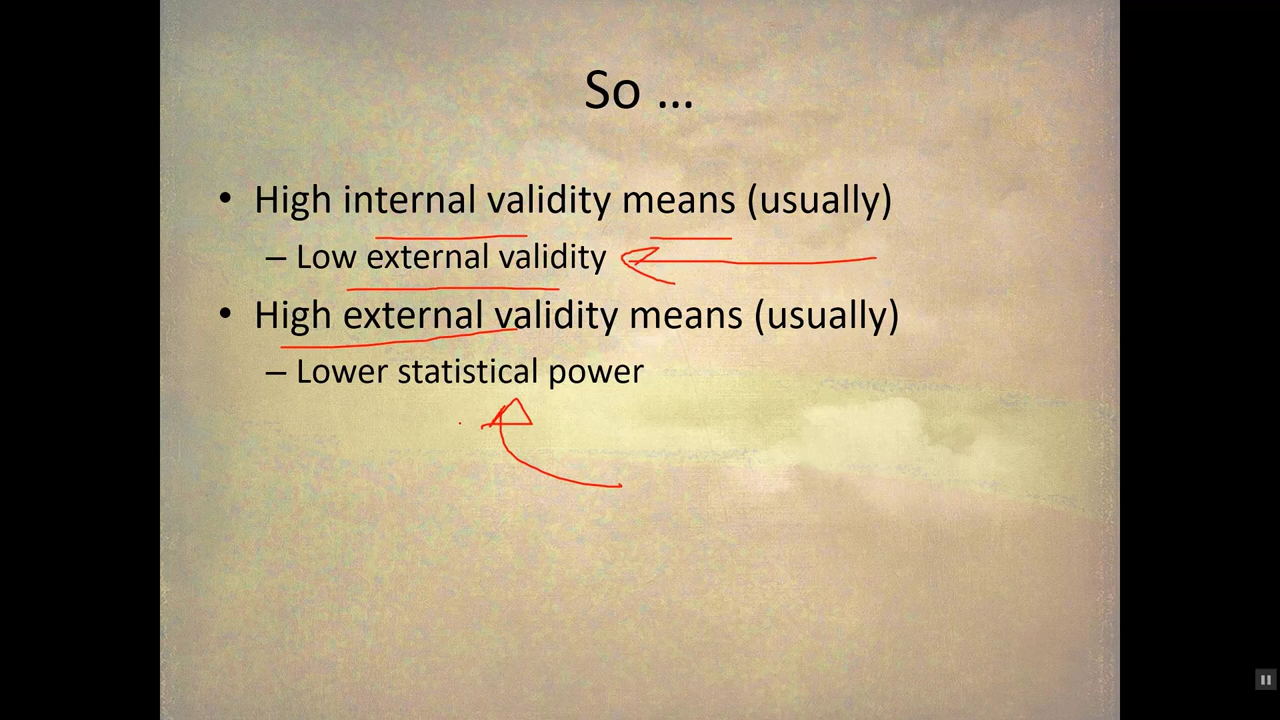 So …
• High internal validity means (usually)
– Low external validity
• High external validity means (usually)
– Lower statistical power